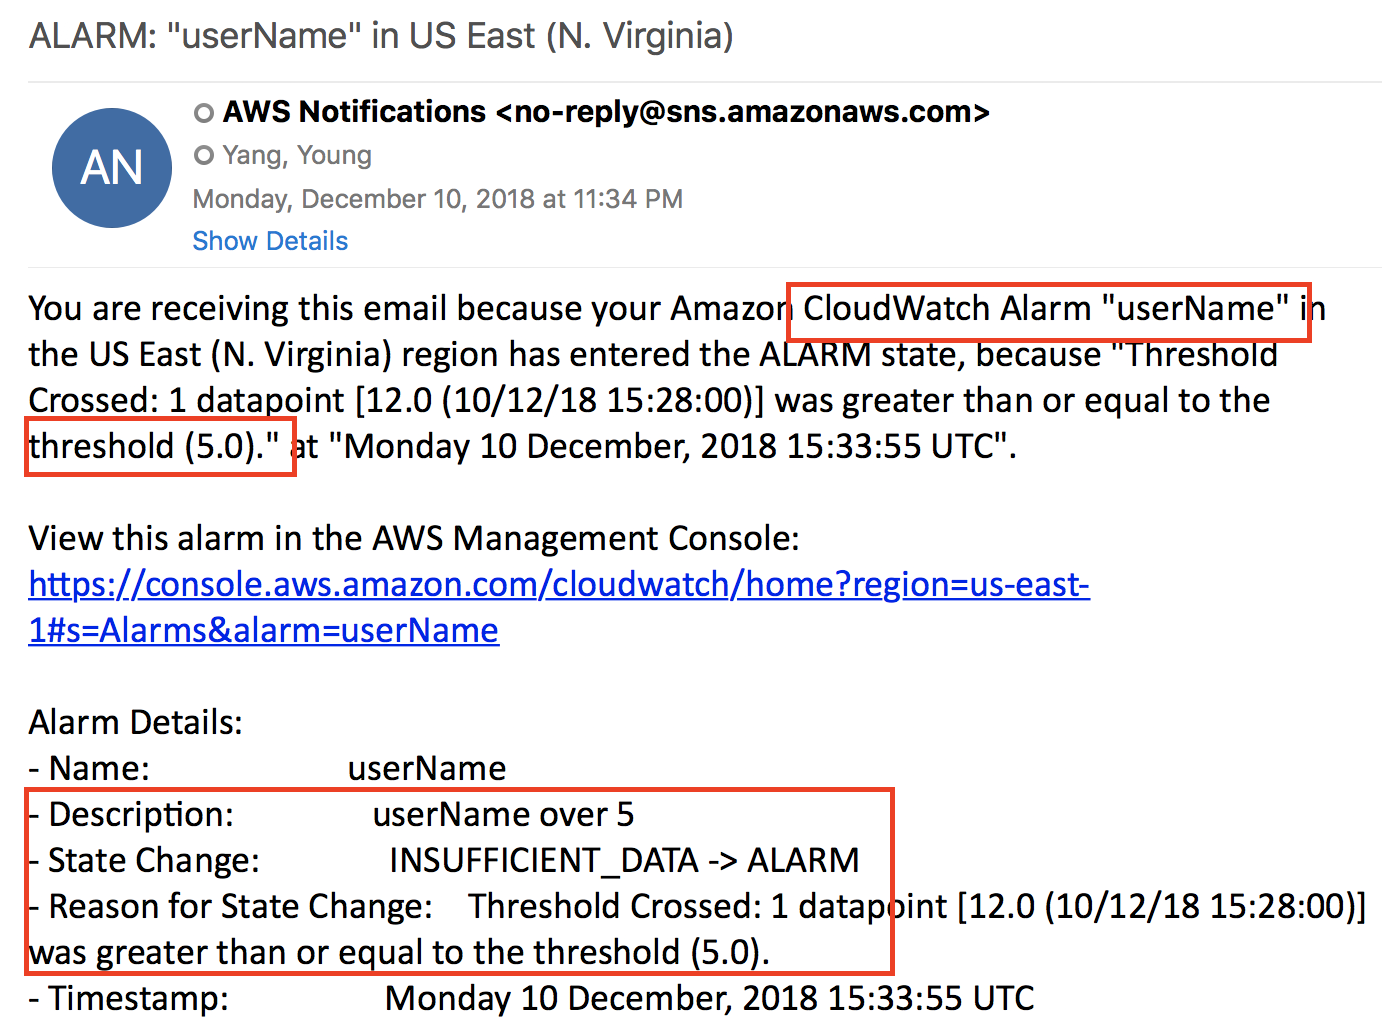 ALARM: "userName" in US East (N. Virginia)
AN
AWS Notifications <no-reply@sns.amazonaws.com>
Yang, Young
Monday, December 10, 2018 at 11:34 PM
Show Details
You are receiving this email because your Amazon CloudWatch Alarm "userName" in
the US East (N. Virginia) region has entered the ALARM state, because "Threshold
Crossed: 1 datapoint [12.0 (10/12/18 15:28:00)] was greater than or equal to the
threshold (5.0)." at "Monday 10 December, 2018 15:33:55 UTC".
View this alarm in the AWS Management Console:
https://console.aws.amazon.com/cloudwatch/home?region=us-east-
1#s=Alarms&alarm=userName
Alarm Details:
- Name: userName
- Description: userName over 5
- State Change: INSUFFICIENT_DATA -> ALARM
- Reason for State Change: Threshold Crossed: 1 datapoint [12.0 (10/12/18 15:28:00)]
was greater than or equal to the threshold (5.0).
- Timestamp: Monday 10 December, 2018 15:33:55 UTC